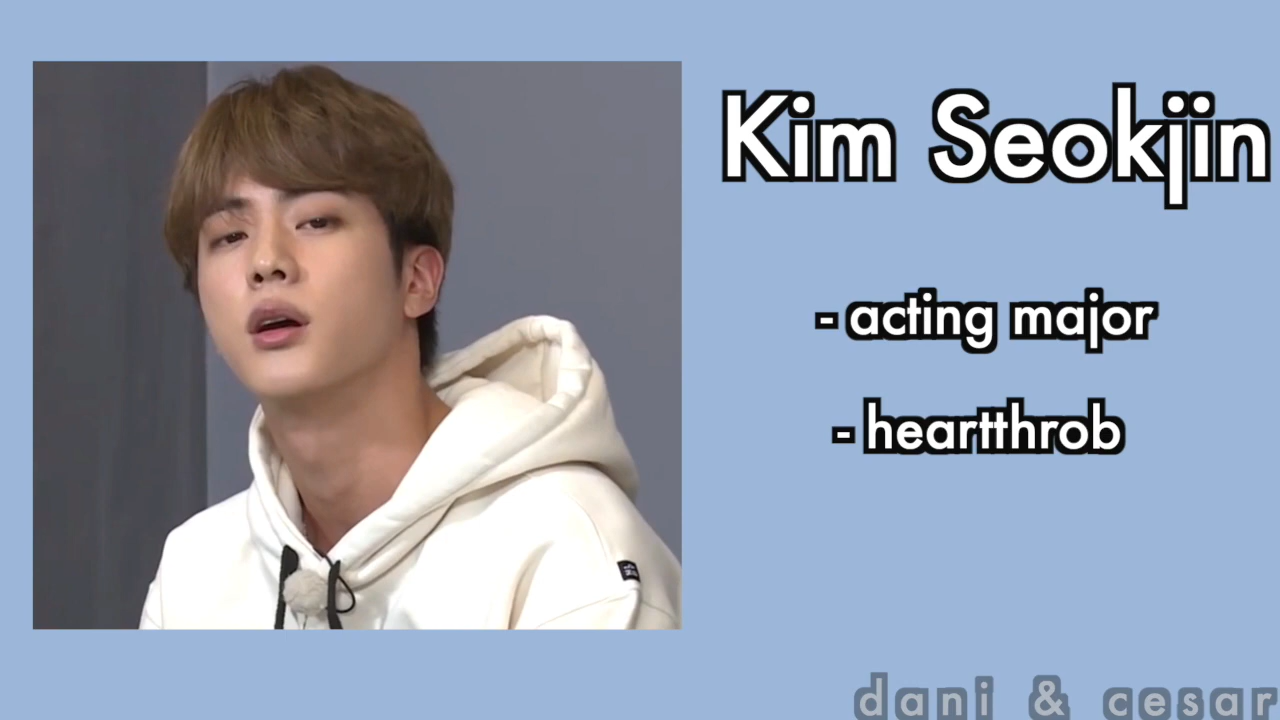 Kim Seokjin
- acting major
- heartthrob
dani & cesar